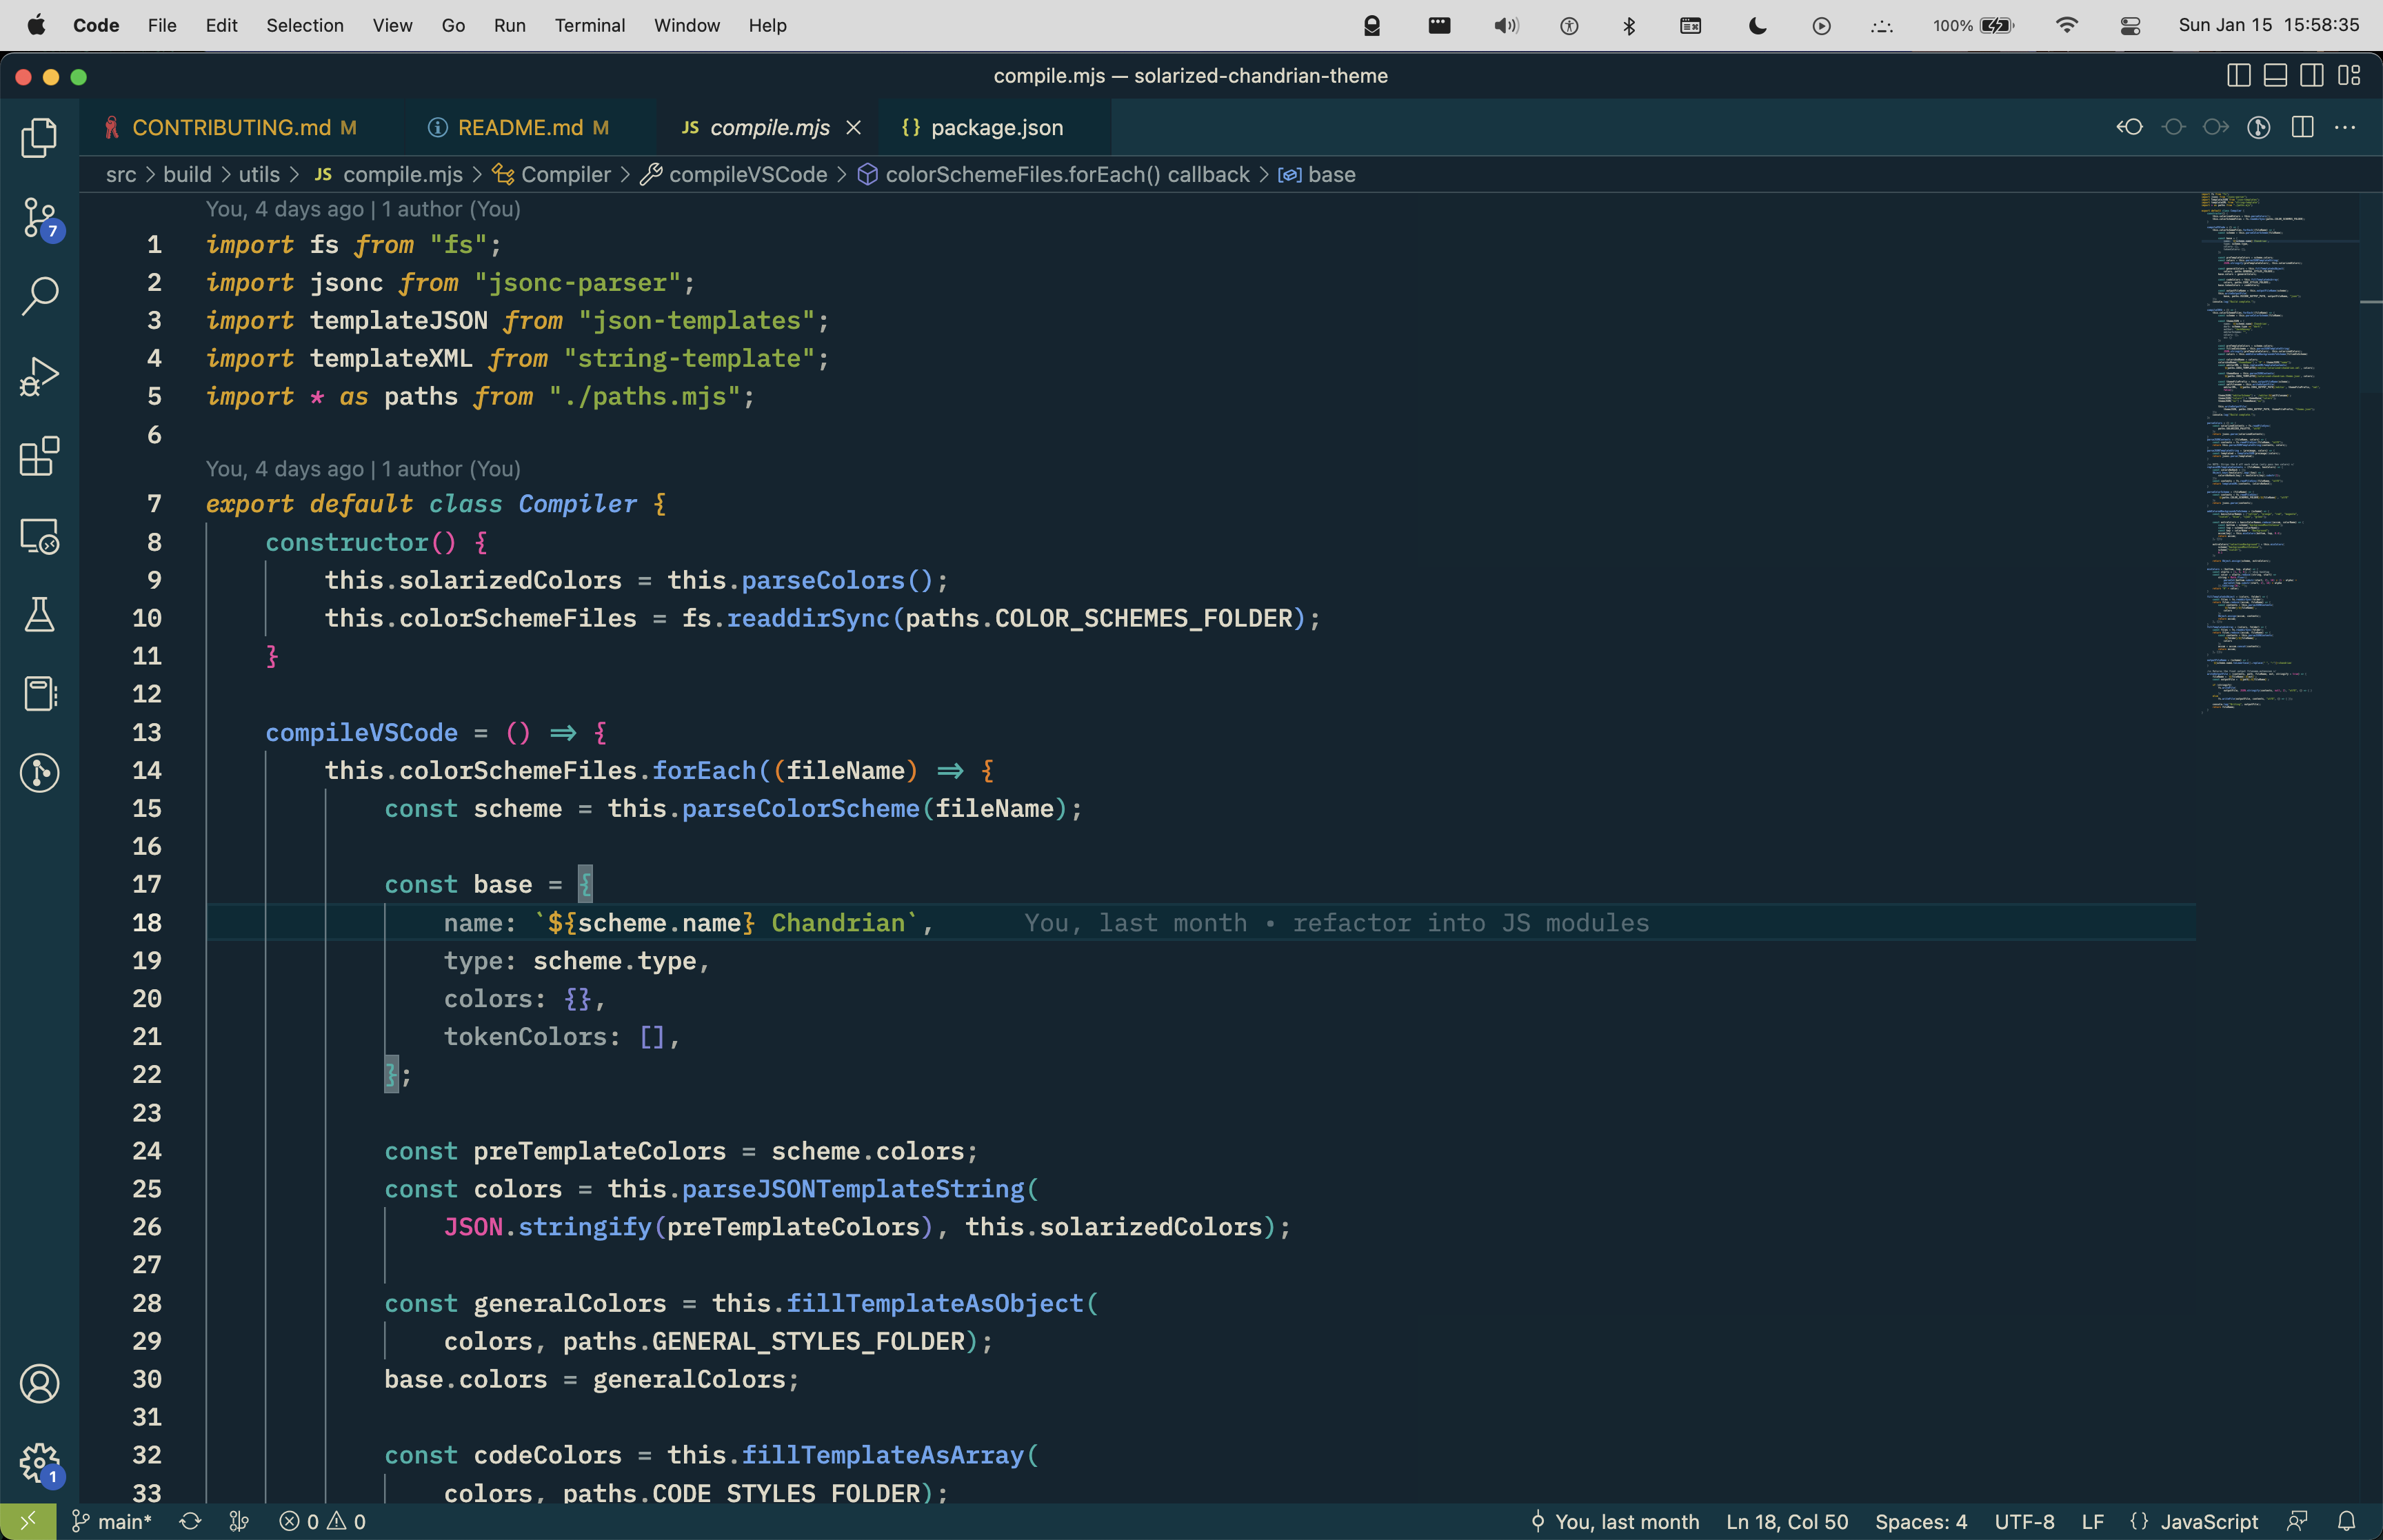 Code File Edit Selection View Go Run Terminal Window Help 100% Sun Jan 15 15:58:35
compile.mjs — solarized-chandrian-theme
CONTRIBUTING.md M README.md M JS compile.mjs {} package.json
src > build > utils > JS compile.mjs > Compiler > compileVSCode > colorSchemeFiles.forEach() callback > base
You, 4 days ago | 1 author (You)
1 import fs from "fs";
2 import jsonc from "jsonc-parser";
3 import templateJSON from "json-templates";
4 import templateXML from "string-template";
5 import * as paths from "./paths.mjs";
6
You, 4 days ago | 1 author (You)
7 export default class Compiler {
8 constructor() {
9 this.solarizedColors = this.parseColors();
10 this.colorSchemeFiles = fs.readdirSync(paths.COLOR_SCHEMES_FOLDER);
11 }
12
13 compileVSCode = () => {
14 this.colorSchemeFiles.forEach((fileName) => {
15 const scheme = this.parseColorScheme(fileName);
16
17 const base = {
18 name: `${scheme.name} Chandrian`, You, last month • refactor into JS modules
19 type: scheme.type,
20 colors: {},
21 tokenColors: [],
22 };
23
24 const preTemplateColors = scheme.colors;
25 const colors = this.parseJSONTemplateString(
26 JSON.stringify(preTemplateColors), this.solarizedColors);
27
28 const generalColors = this.fillTemplateAsObject(
29 colors, paths.GENERAL_STYLES_FOLDER);
30 base.colors = generalColors;
31
32 const codeColors = this.fillTemplateAsArray(
33 colors, paths.CODE_STYLES_FOLDER);
7
1
main* 0 0 You, last month Ln 18, Col 50 Spaces: 4 UTF-8 LF {} JavaScript